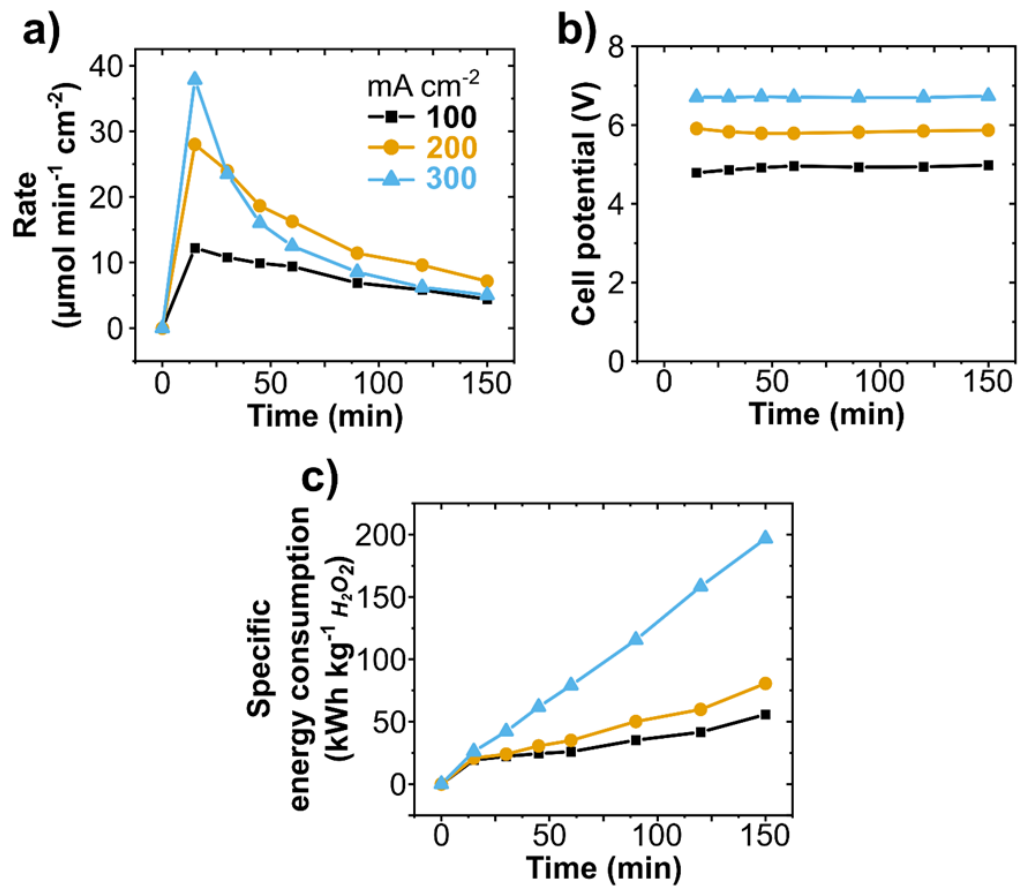 a)
Rate
(µmol min⁻¹ cm⁻²)
40
30
20
10
0
mA cm⁻²
100
200
300
0
50
100
150
Time (min)
b)
Cell potential (V)
8
6
4
2
0
0
50
100
150
Time (min)
c)
Specific
energy consumption
(kWh kg⁻¹ H₂O₂)
200
150
100
50
0
0
50
100
150
Time (min)